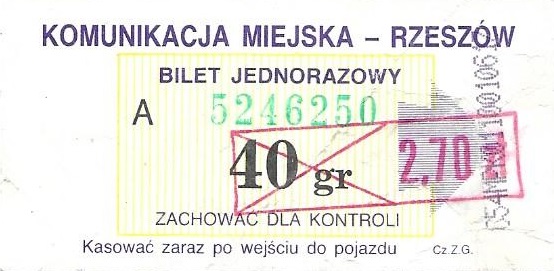 KOMUNIKACJA MIEJSKA – RZESZÓW
BILET JEDNORAZOWY
A 5246250
40 gr 2,70
ZACHOWAĆ DLA KONTROLI
Kasować zaraz po wejściu do pojazdu Cz.Z.G.